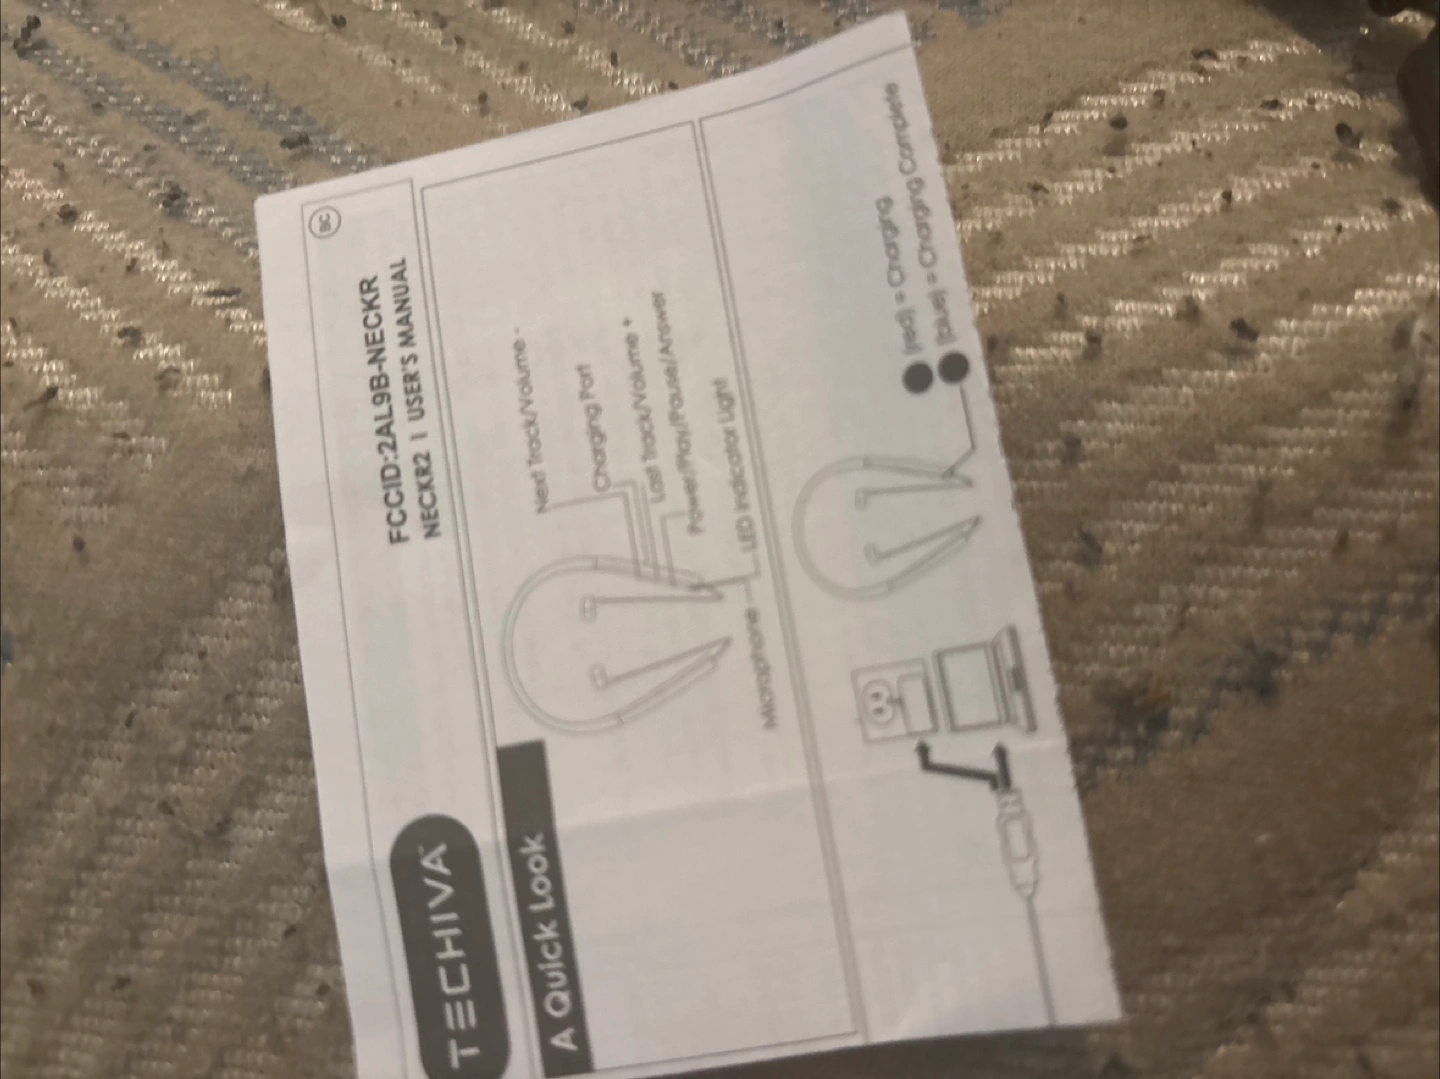 TECHIVA
FCCID:2AL9B-NECKR
NECKR2 | USER'S MANUAL
BC
A Quick Look
Next Track/Volume -
Charging Port
Last Track/Volume +
Power/Play/Pause/Answer
LED Indicator Light
Microphone
(red) = Charging
(blue) = Charging Complete